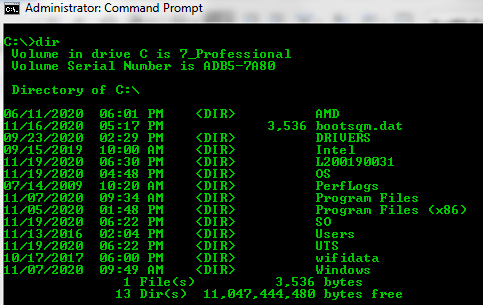 Administrator: Command Prompt
C:\>dir
Volume in drive C is 7_Professional
Volume Serial Number is ADB5-7A80
Directory of C:\
06/11/2020 06:01 PM <DIR> AMD
11/16/2020 05:17 PM 3,536 bootsqm.dat
09/23/2020 02:29 PM <DIR> DRIVERS
09/15/2019 10:00 AM <DIR> Intel
11/19/2020 06:30 PM <DIR> L200190031
11/19/2020 04:48 PM <DIR> OS
07/14/2009 10:20 AM <DIR> PerfLogs
11/07/2020 09:34 AM <DIR> Program Files
11/05/2020 01:48 PM <DIR> Program Files (x86)
11/19/2020 06:22 PM <DIR> SO
11/13/2016 02:04 PM <DIR> Users
11/19/2020 06:22 PM <DIR> UTS
10/17/2017 06:00 PM <DIR> wifidata
11/07/2020 09:49 AM <DIR> Windows
1 File(s) 3,536 bytes
13 Dir(s) 11,047,444,480 bytes free